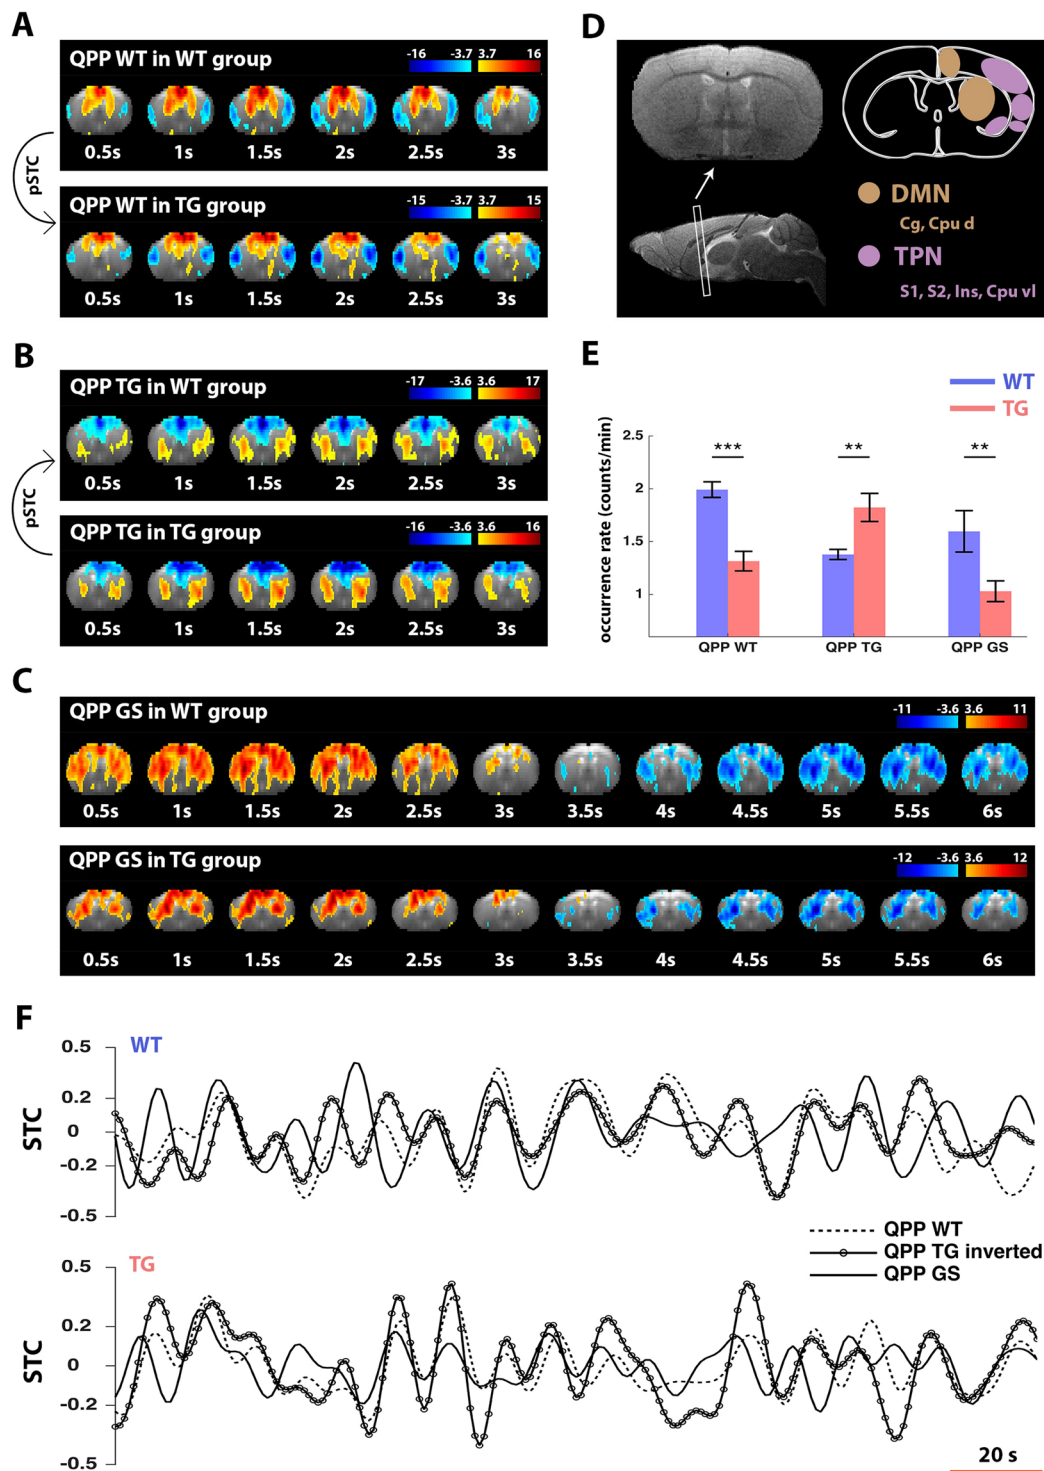 A
QPP WT in WT group
-16 -3.7 3.7 16
0.5s 1s 1.5s 2s 2.5s 3s
pSTC
QPP WT in TG group
-15 -3.7 3.7 15
0.5s 1s 1.5s 2s 2.5s 3s
B
QPP TG in WT group
-17 -3.6 3.6 17
0.5s 1s 1.5s 2s 2.5s 3s
pSTC
QPP TG in TG group
-16 -3.6 3.6 16
0.5s 1s 1.5s 2s 2.5s 3s
C
QPP GS in WT group
-11 -3.6 3.6 11
0.5s 1s 1.5s 2s 2.5s 3s 3.5s 4s 4.5s 5s 5.5s 6s
QPP GS in TG group
-12 -3.6 3.6 12
0.5s 1s 1.5s 2s 2.5s 3s 3.5s 4s 4.5s 5s 5.5s 6s
D
DMN
Cg, Cpu d
TPN
S1, S2, Ins, Cpu vl
E
WT
TG
occurrence rate (counts/min)
2.5
2
1.5
1
*** ** **
QPP WT QPP TG QPP GS
F
WT
STC
0.5
0.2
0
-0.2
-0.5
QPP WT
QPP TG inverted
QPP GS
TG
STC
0.5
0.2
0
-0.2
-0.5
20 s